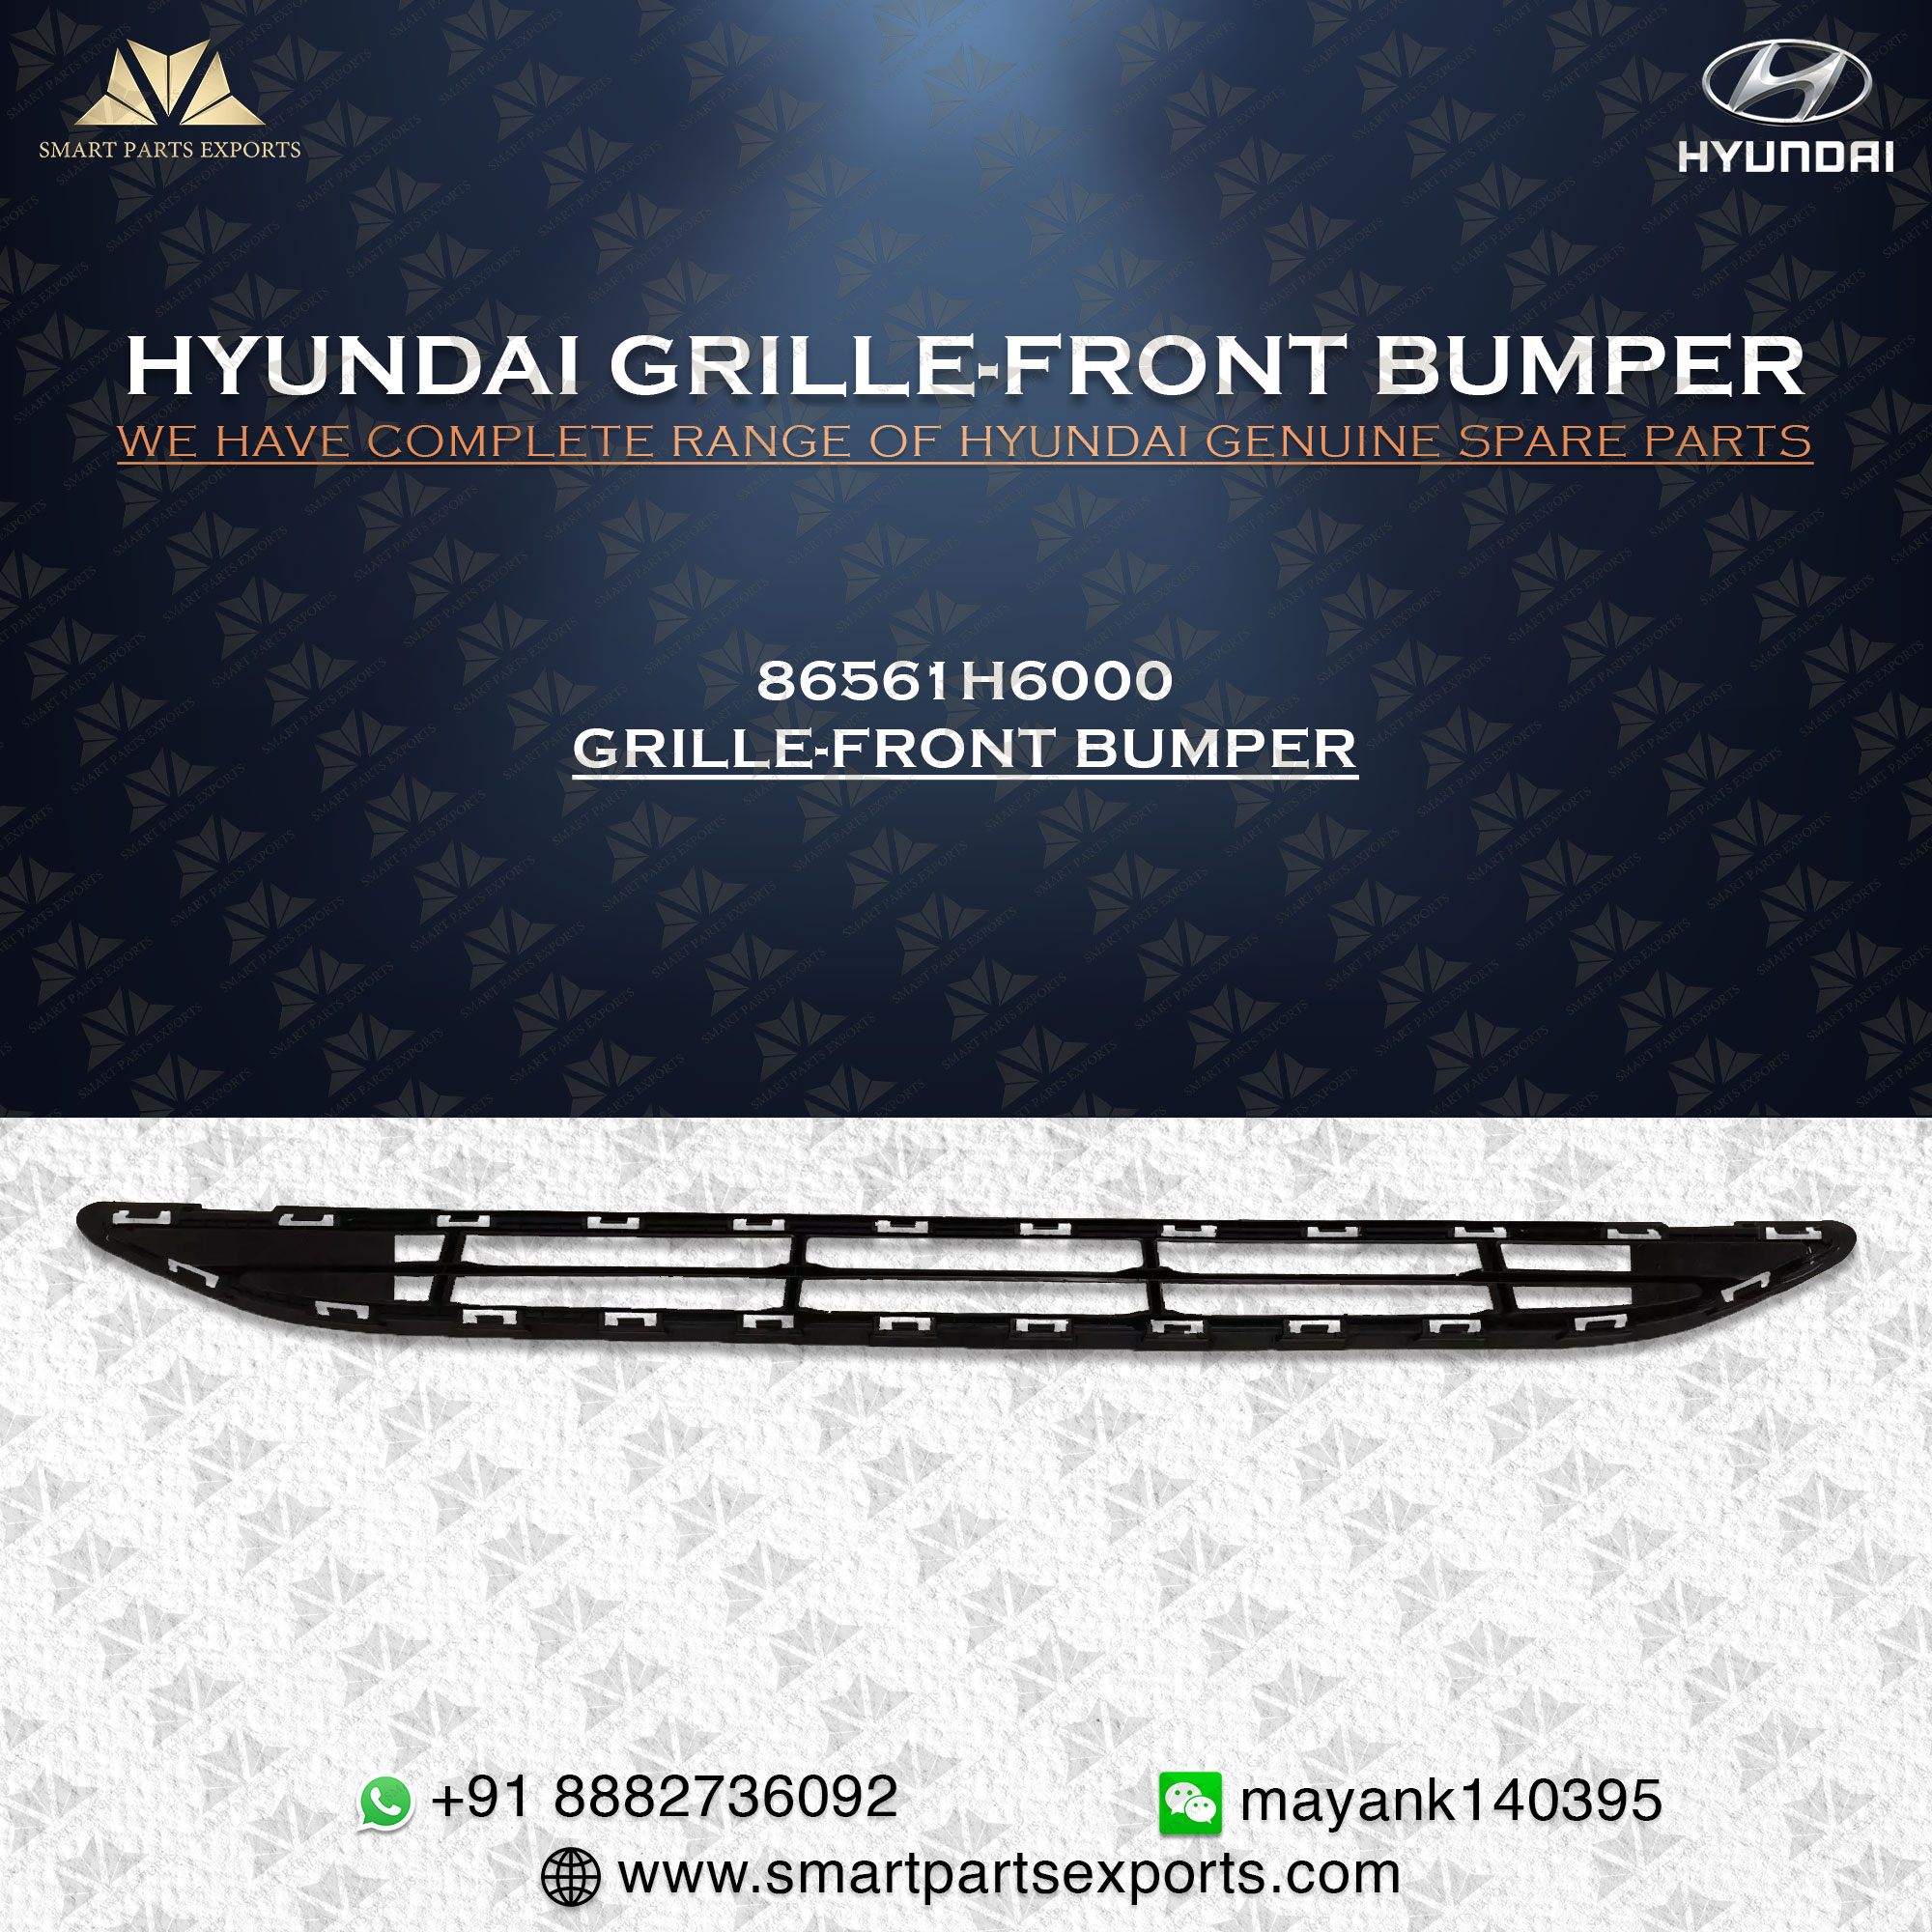 SMART PARTS EXPORTS
HYUNDAI
HYUNDAI GRILLE-FRONT BUMPER
WE HAVE COMPLETE RANGE OF HYUNDAI GENUINE SPARE PARTS
86561H6000
GRILLE-FRONT BUMPER
+91 8882736092
mayank140395
www.smartpartsexports.com